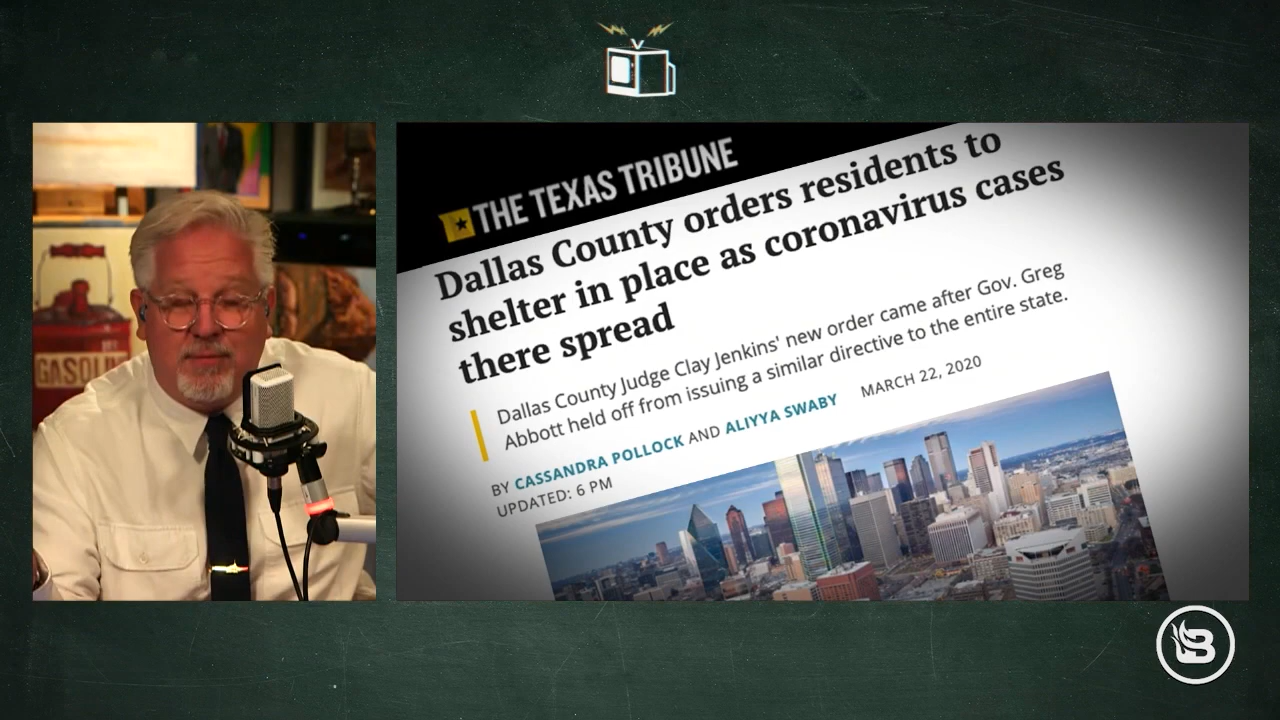 THE TEXAS TRIBUNE
Dallas County orders residents to
shelter in place as coronavirus cases
there spread
Dallas County Judge Clay Jenkins' new order came after Gov. Greg
Abbott held off from issuing a similar directive to the entire state.
BY CASSANDRA POLLOCK AND ALIYYA SWABY MARCH 22, 2020
UPDATED: 6 PM
GASOLIN
B